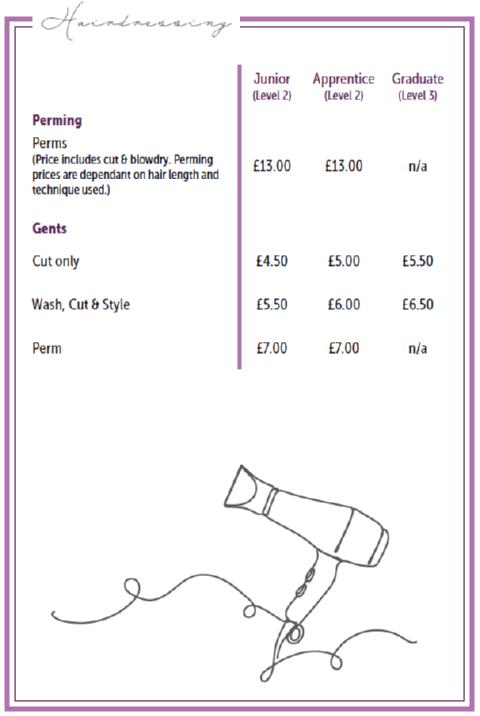 Hairdressing
Junior Apprentice Graduate
(Level 2) (Level 2) (Level 3)
Perming
Perms
(Price includes cut & blowdry. Perming
prices are dependant on hair length and
technique used.)
£13.00 £13.00 n/a
Gents
Cut only £4.50 £5.00 £5.50
Wash, Cut & Style £5.50 £6.00 £6.50
Perm £7.00 £7.00 n/a